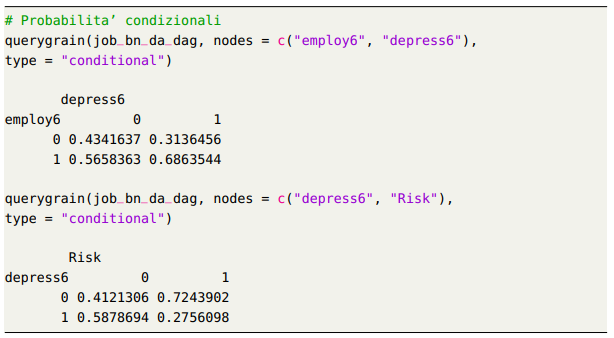 # Probabilita’ condizionali
querygrain(job_bn_da_dag, nodes = c("employ6", "depress6"),
type = "conditional")
depress6
employ6 0 1
0 0.4341637 0.3136456
1 0.5658363 0.6863544
querygrain(job_bn_da_dag, nodes = c("depress6", "Risk"),
type = "conditional")
Risk
depress6 0 1
0 0.4121306 0.7243902
1 0.5878694 0.2756098